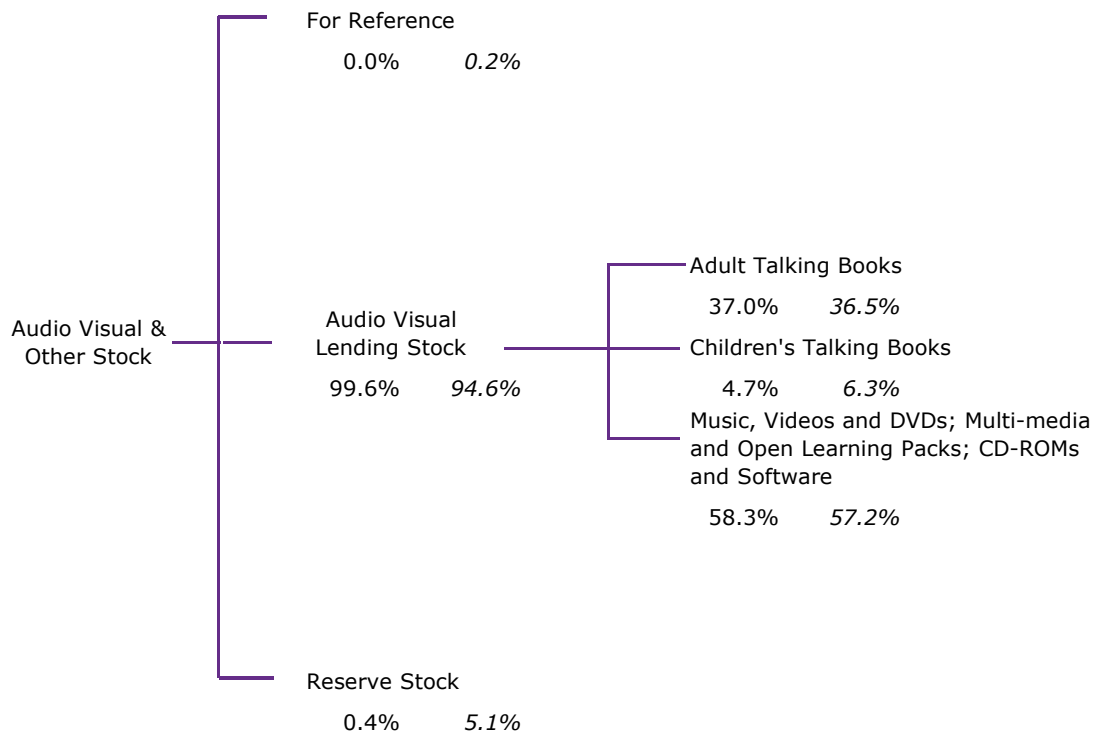 For Reference
0.0% 0.2%
Audio Visual &
Other Stock
Audio Visual
Lending Stock
99.6% 94.6%
Adult Talking Books
37.0% 36.5%
Children's Talking Books
4.7% 6.3%
Music, Videos and DVDs; Multi-media
and Open Learning Packs; CD-ROMs
and Software
58.3% 57.2%
Reserve Stock
0.4% 5.1%